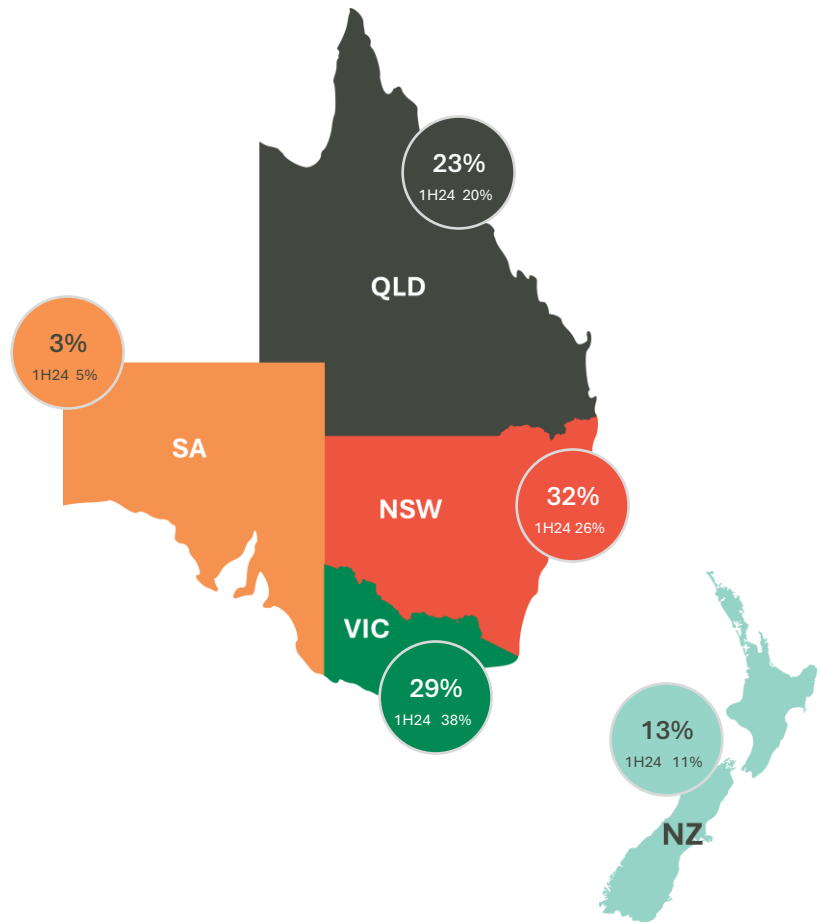 23%
1H24 20%
QLD
3%
1H24 5%
SA
32%
1H24 26%
NSW
VIC
29%
1H24 38%
13%
1H24 11%
NZ